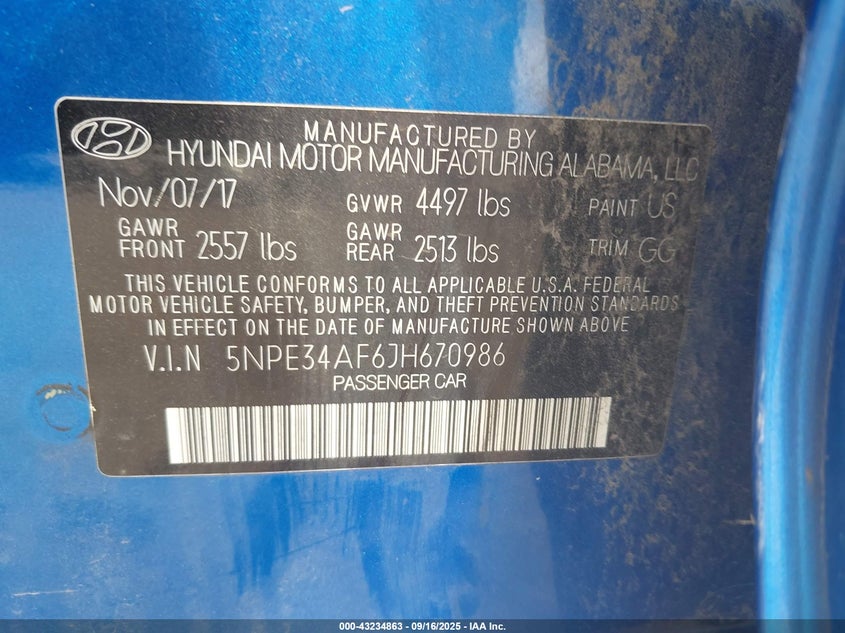 MANUFACTURED BY
HYUNDAI MOTOR MANUFACTURING ALABAMA, LLC
Nov/07/17 GVWR 4497 lbs PAINT US
GAWR FRONT 2557 lbs GAWR REAR 2513 lbs TRIM GG
THIS VEHICLE CONFORMS TO ALL APPLICABLE U.S.A. FEDERAL
MOTOR VEHICLE SAFETY, BUMPER, AND THEFT PREVENTION STANDARDS
IN EFFECT ON THE DATE OF MANUFACTURE SHOWN ABOVE
V.I.N 5NPE34AF6JH670986
PASSENGER CAR
000-43234863 - 09/16/2025 - IAA Inc.